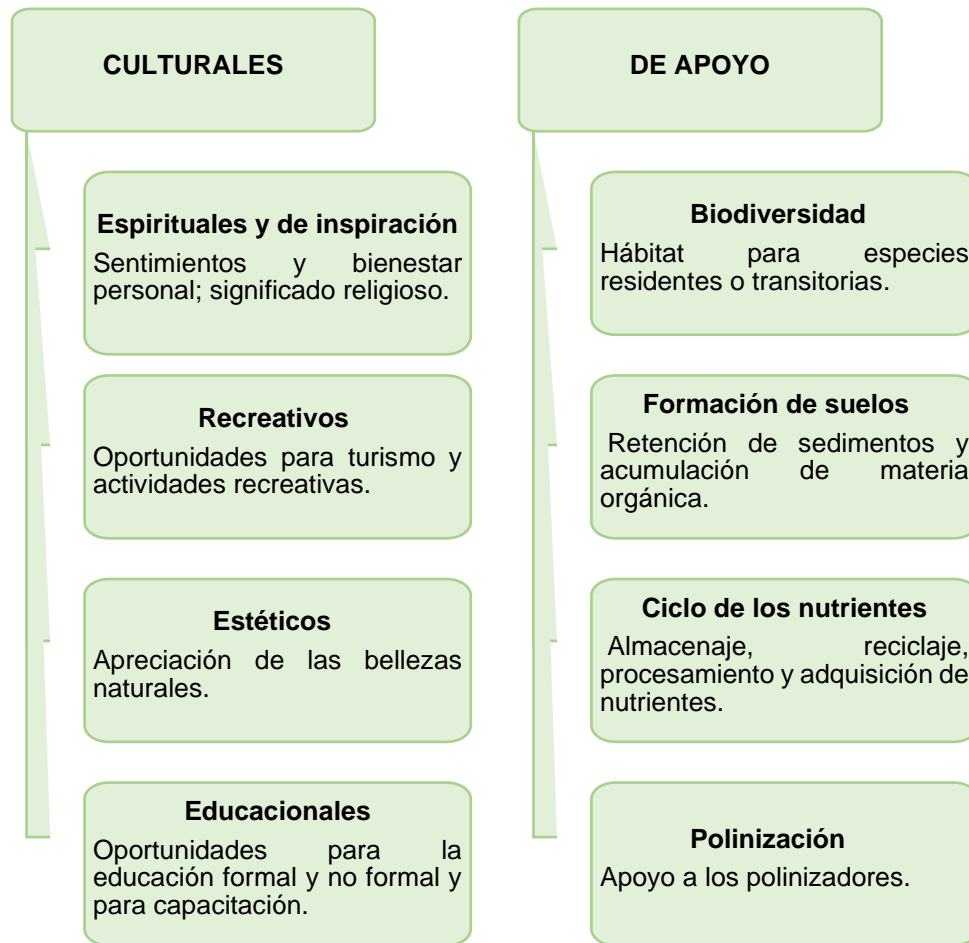 CULTURALES
Espirituales y de inspiración
Sentimientos y bienestar
personal; significado religioso.
Recreativos
Oportunidades para turismo y
actividades recreativas.
Estéticos
Apreciación de las bellezas
naturales.
Educacionales
Oportunidades para la
educación formal y no formal y
para capacitación.
DE APOYO
Biodiversidad
Hábitat para especies
residentes o transitorias.
Formación de suelos
Retención de sedimentos y
acumulación de materia
orgánica.
Ciclo de los nutrientes
Almacenaje, reciclaje,
procesamiento y adquisición de
nutrientes.
Polinización
Apoyo a los polinizadores.